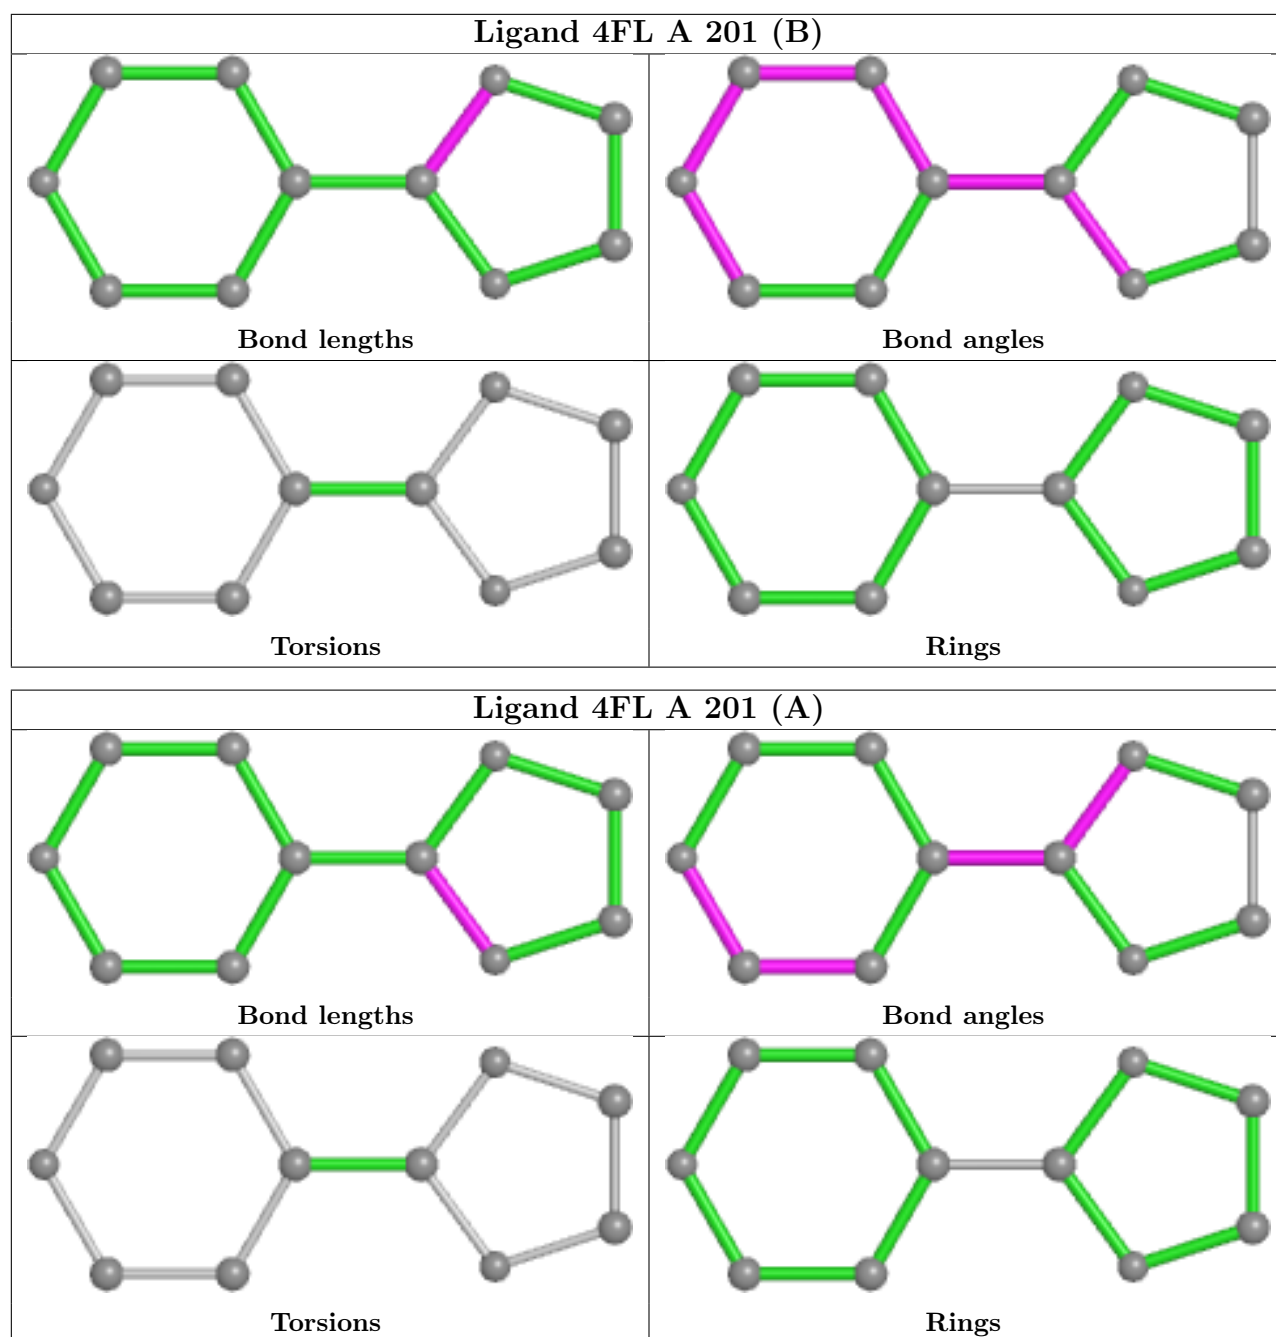 Ligand 4FL A 201 (B)
Bond lengths
Bond angles
Torsions
Rings
Ligand 4FL A 201 (A)
Bond lengths
Bond angles
Torsions
Rings